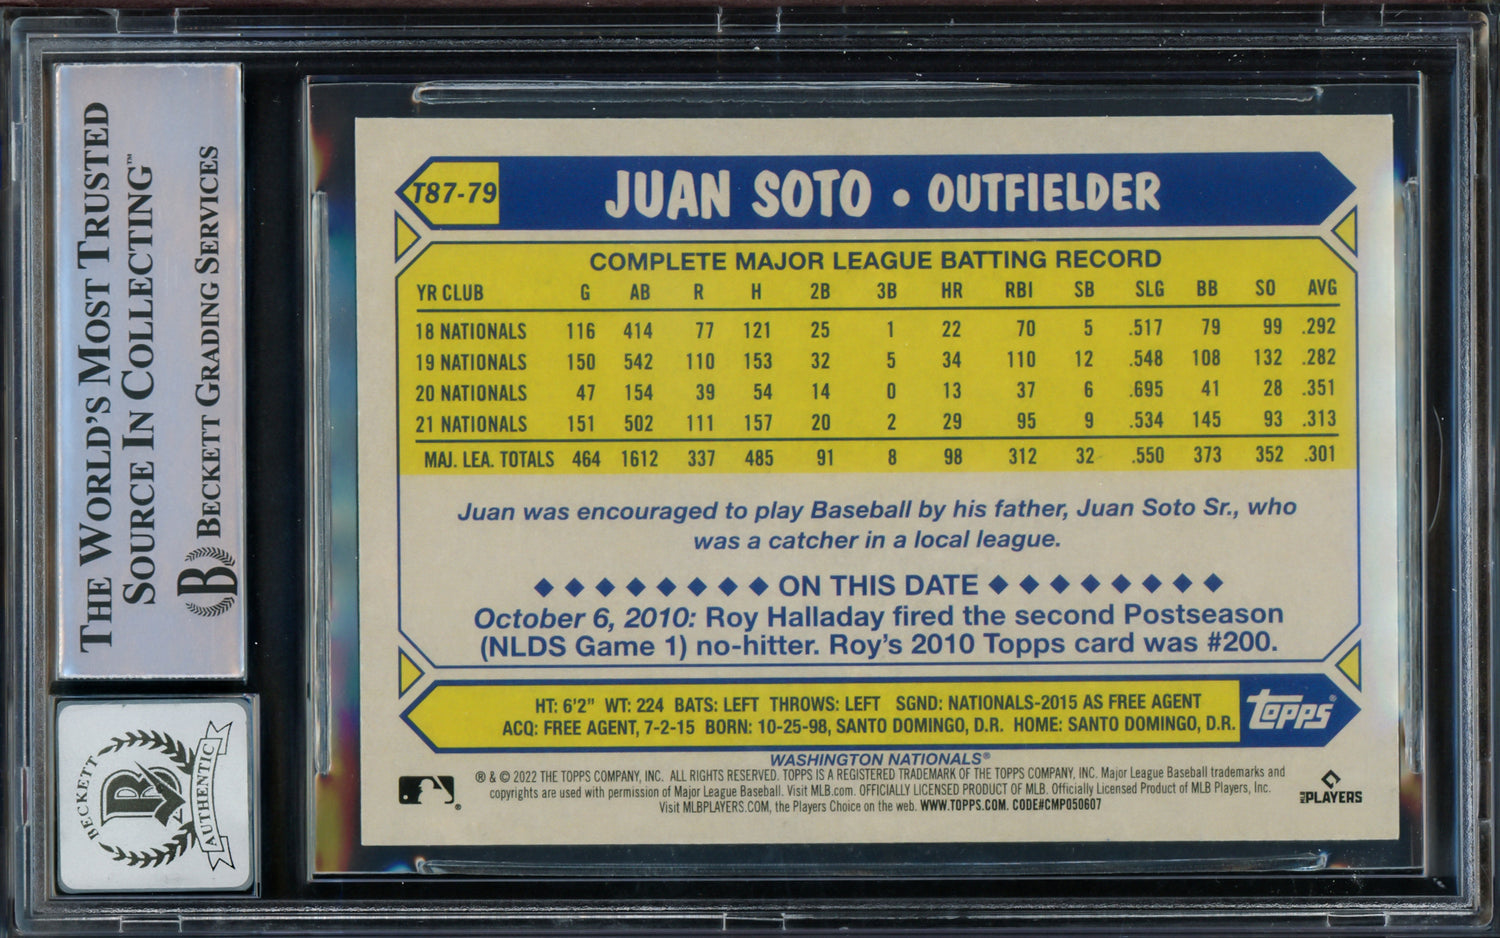 THE WORLD'S MOST TRUSTED
SOURCE IN COLLECTING™
B BECKETT GRADING SERVICES
BECKETT
B
AUTHENTIC
T87-79
JUAN SOTO • OUTFIELDER
COMPLETE MAJOR LEAGUE BATTING RECORD
YR CLUB G AB R H 2B 3B HR RBI SB SLG BB SO AVG
18 NATIONALS 116 414 77 121 25 1 22 70 5 .517 79 99 .292
19 NATIONALS 150 542 110 153 32 5 34 110 12 .548 108 132 .282
20 NATIONALS 47 154 39 54 14 0 13 37 6 .695 41 28 .351
21 NATIONALS 151 502 111 157 20 2 29 95 9 .534 145 93 .313
MAJ. LEA. TOTALS 464 1612 337 485 91 8 98 312 32 .550 373 352 .301
Juan was encouraged to play Baseball by his father, Juan Soto Sr., who
was a catcher in a local league.
◆ ◆ ◆ ◆ ◆ ◆ ◆ ◆ ON THIS DATE ◆ ◆ ◆ ◆ ◆ ◆ ◆ ◆
October 6, 2010: Roy Halladay fired the second Postseason
(NLDS Game 1) no-hitter. Roy's 2010 Topps card was #200.
HT: 6'2" WT: 224 BATS: LEFT THROWS: LEFT SGND: NATIONALS-2015 AS FREE AGENT
ACQ: FREE AGENT, 7-2-15 BORN: 10-25-98, SANTO DOMINGO, D.R. HOME: SANTO DOMINGO, D.R.
TOPPS®
WASHINGTON NATIONALS®
® & © 2022 THE TOPPS COMPANY, INC. ALL RIGHTS RESERVED. TOPPS IS A REGISTERED TRADEMARK OF THE TOPPS COMPANY, INC. Major League Baseball trademarks and
copyrights are used with permission of Major League Baseball. Visit MLB.com. OFFICIALLY LICENSED PRODUCT OF MLB. Officially Licensed Product of MLB Players, Inc.
Visit MLBPLAYERS.COM, the Players Choice on the web. WWW.TOPPS.COM. CODE#CMP050607
MLB PLAYERS